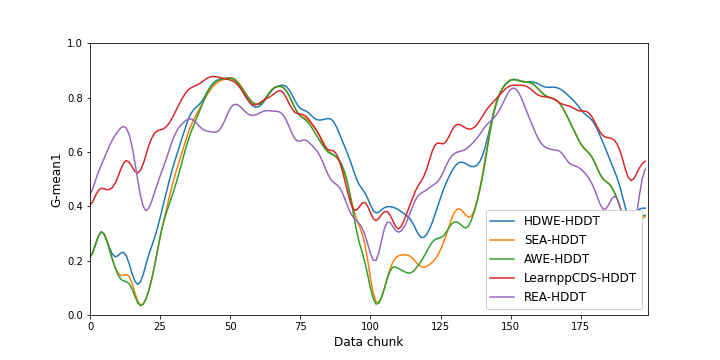 1.0
0.8
0.6
0.4
0.2
0.0
G-mean1
0
25
50
75
100
125
150
175
Data chunk
HDWE-HDDT
SEA-HDDT
AWE-HDDT
LearnppCDS-HDDT
REA-HDDT